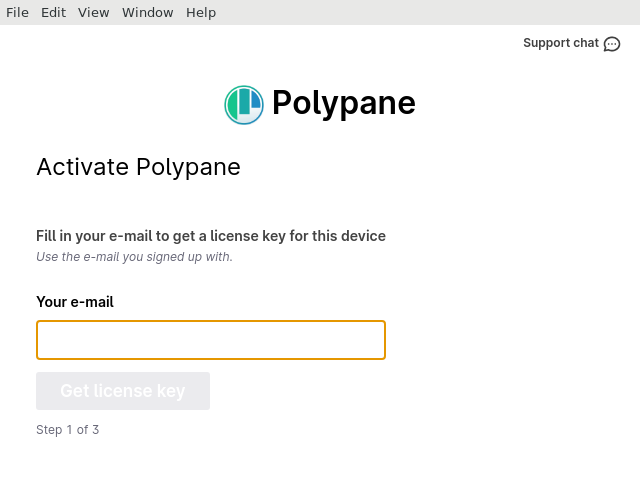 File Edit View Window Help
Support chat
Polypane
Activate Polypane
Fill in your e-mail to get a license key for this device
Use the e-mail you signed up with.
Your e-mail
Get license key
Step 1 of 3